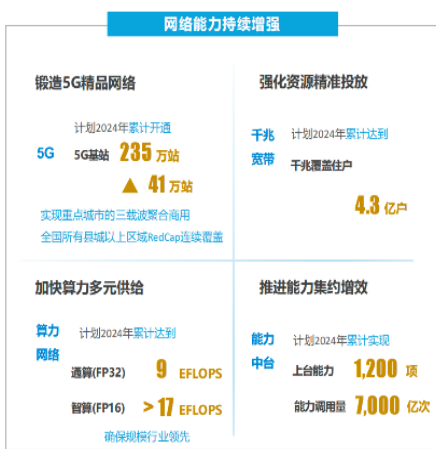 网络能力持续增强
锻造5G精品网络
计划2024年累计开通
5G 5G基站 235 万站
▲ 41 万站
实现重点城市的三载波聚合商用
全国所有县城以上区域RedCap连续覆盖
强化资源精准投放
千兆 宽带
计划2024年累计达到
千兆覆盖住户
4.3 亿户
加快算力多元供给
算力 网络
计划2024年累计达到
通算(FP32) 9 EFLOPS
智算(FP16) >17 EFLOPS
确保规模行业领先
推进能力集约增效
能力 中台
计划2024年累计实现
上台能力 1,200 项
能力调用量 7,000 亿次